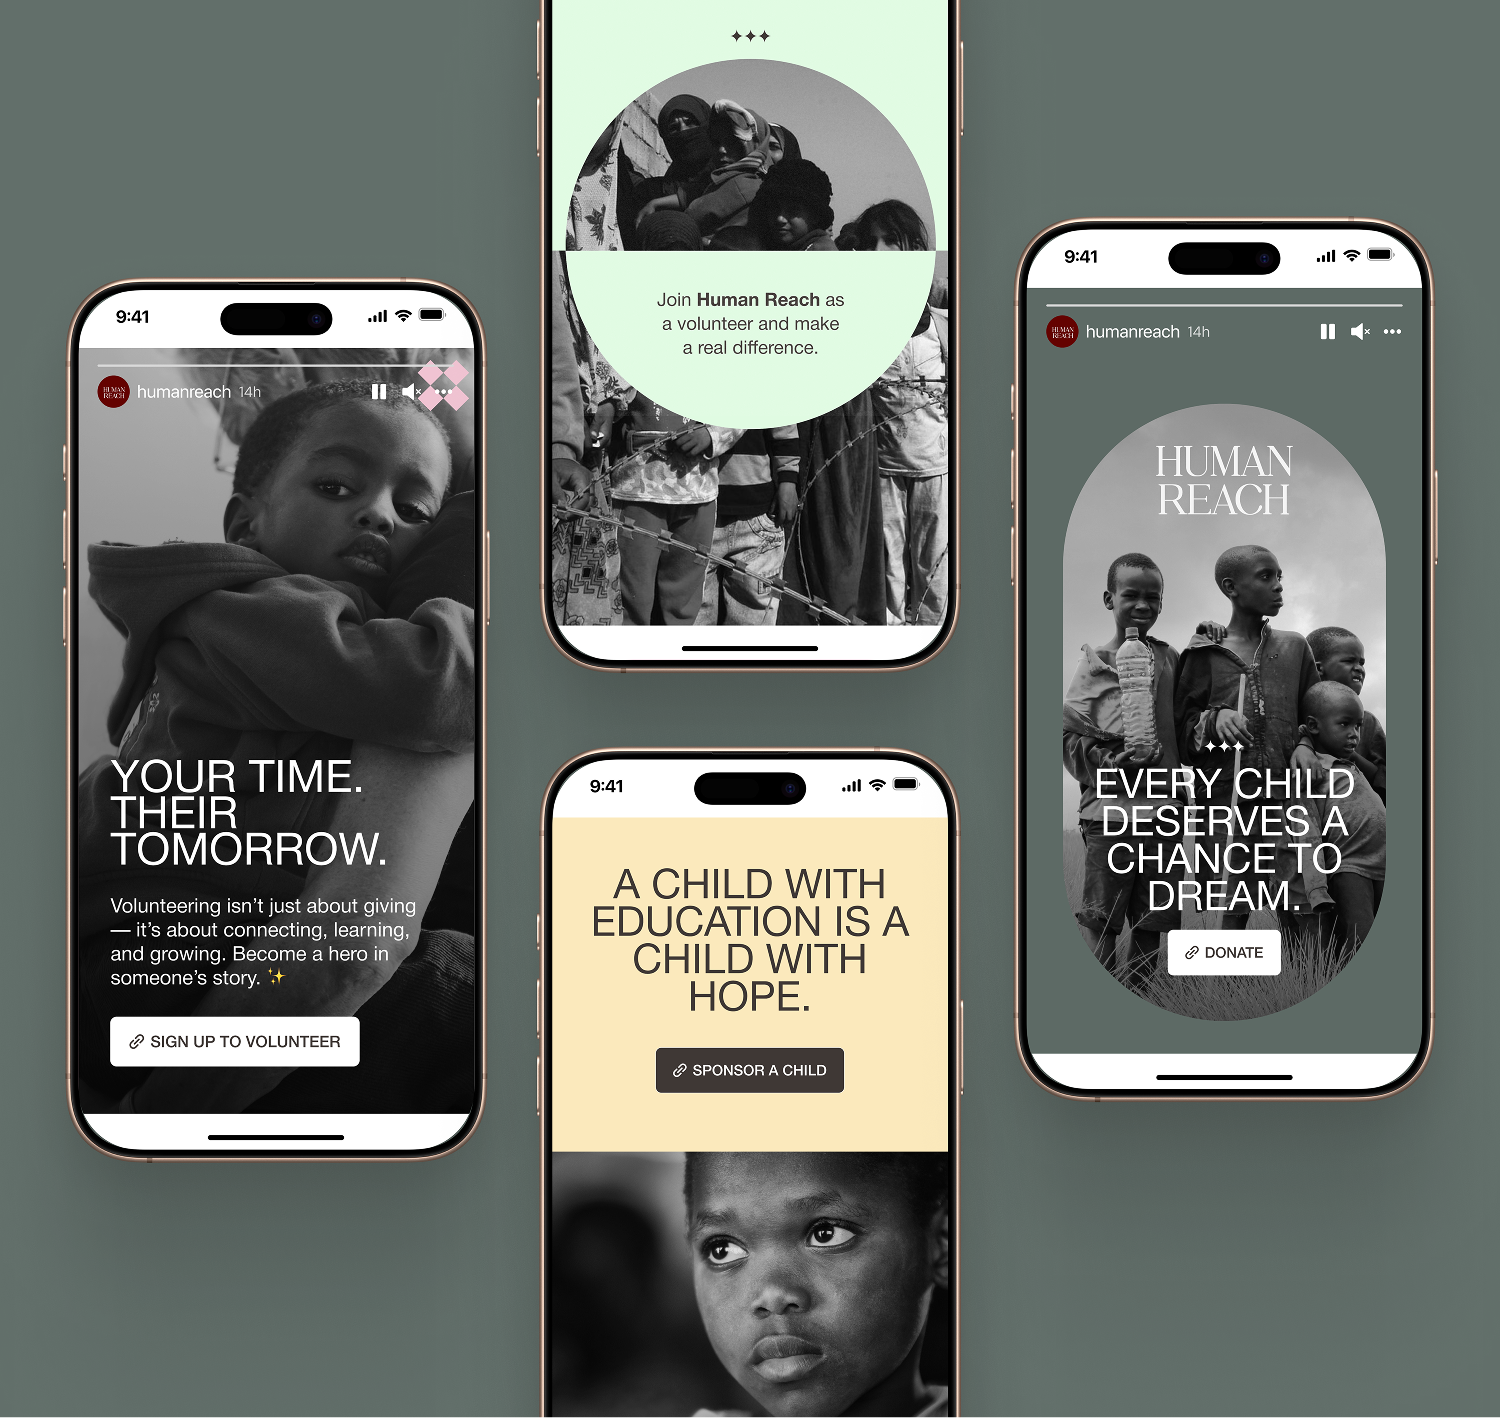 9:41
HUMAN
REACH
humanreach 14h
YOUR TIME.
THEIR
TOMORROW.
Volunteering isn’t just about giving
— it’s about connecting, learning,
and growing. Become a hero in
someone’s story. ✨
SIGN UP TO VOLUNTEER
Join Human Reach as
a volunteer and make
a real difference.
9:41
A CHILD WITH
EDUCATION IS A
CHILD WITH
HOPE.
SPONSOR A CHILD
9:41
HUMAN
REACH
humanreach 14h
HUMAN
REACH
EVERY CHILD
DESERVES A
CHANCE TO
DREAM.
DONATE